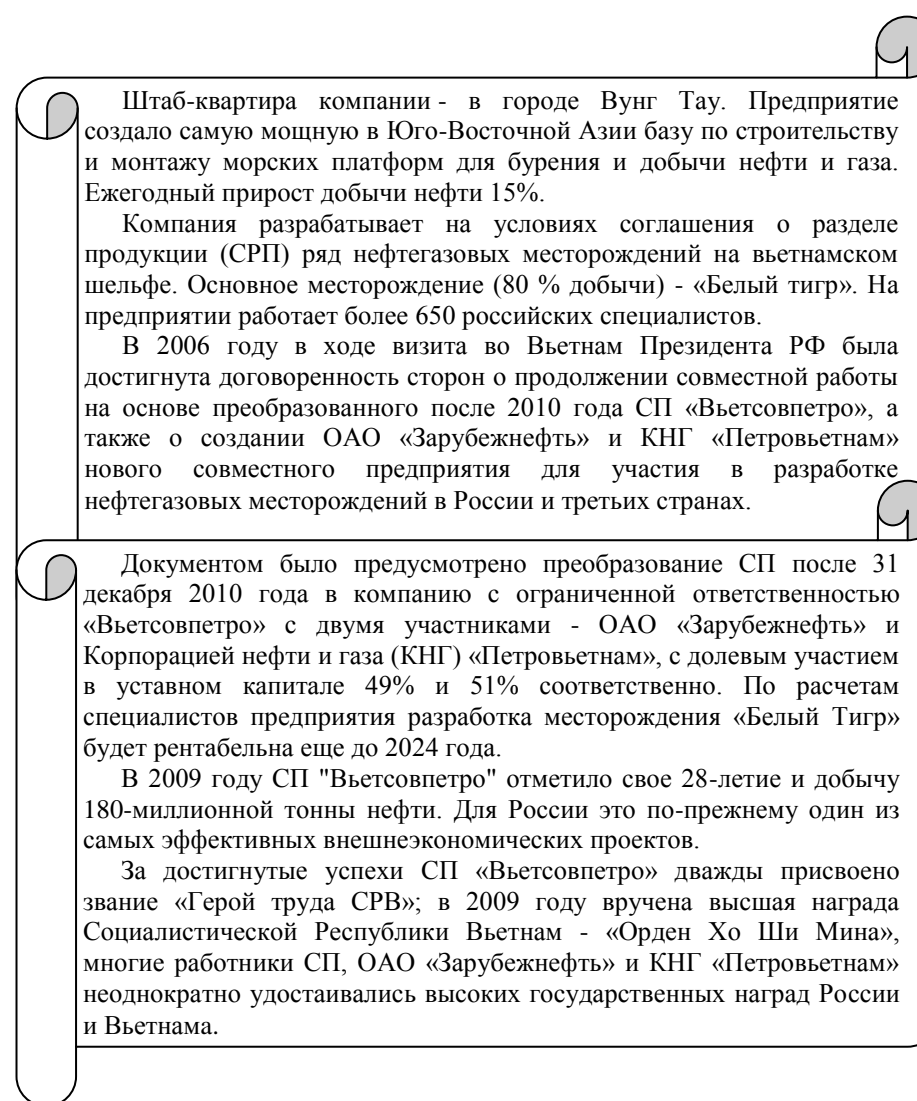 Штаб-квартира компании - в городе Вунг Тау. Предприятие
создало самую мощную в Юго-Восточной Азии базу по строительству
и монтажу морских платформ для бурения и добычи нефти и газа.
Ежегодный прирост добычи нефти 15%.
Компания разрабатывает на условиях соглашения о разделе
продукции (СРП) ряд нефтегазовых месторождений на вьетнамском
шельфе. Основное месторождение (80 % добычи) - «Белый тигр». На
предприятии работает более 650 российских специалистов.
В 2006 году в ходе визита во Вьетнам Президента РФ была
достигнута договоренность сторон о продолжении совместной работы
на основе преобразованного после 2010 года СП «Вьетсовпетро», а
также о создании ОАО «Зарубежнефть» и КНГ «Петровьетнам»
нового совместного предприятия для участия в разработке
нефтегазовых месторождений в России и третьих странах.
Документом было предусмотрено преобразование СП после 31
декабря 2010 года в компанию с ограниченной ответственностью
«Вьетсовпетро» с двумя участниками - ОАО «Зарубежнефть» и
Корпорацией нефти и газа (КНГ) «Петровьетнам», с долевым участием
в уставном капитале 49% и 51% соответственно. По расчетам
специалистов предприятия разработка месторождения «Белый Тигр»
будет рентабельна еще до 2024 года.
В 2009 году СП "Вьетсовпетро" отметило свое 28-летие и добычу
180-миллионной тонны нефти. Для России это по-прежнему один из
самых эффективных внешнеэкономических проектов.
За достигнутые успехи СП «Вьетсовпетро» дважды присвоено
звание «Герой труда СРВ»; в 2009 году вручена высшая награда
Социалистической Республики Вьетнам - «Орден Хо Ши Мина»,
многие работники СП, ОАО «Зарубежнефть» и КНГ «Петровьетнам»
неоднократно удостаивались высоких государственных наград России
и Вьетнама.